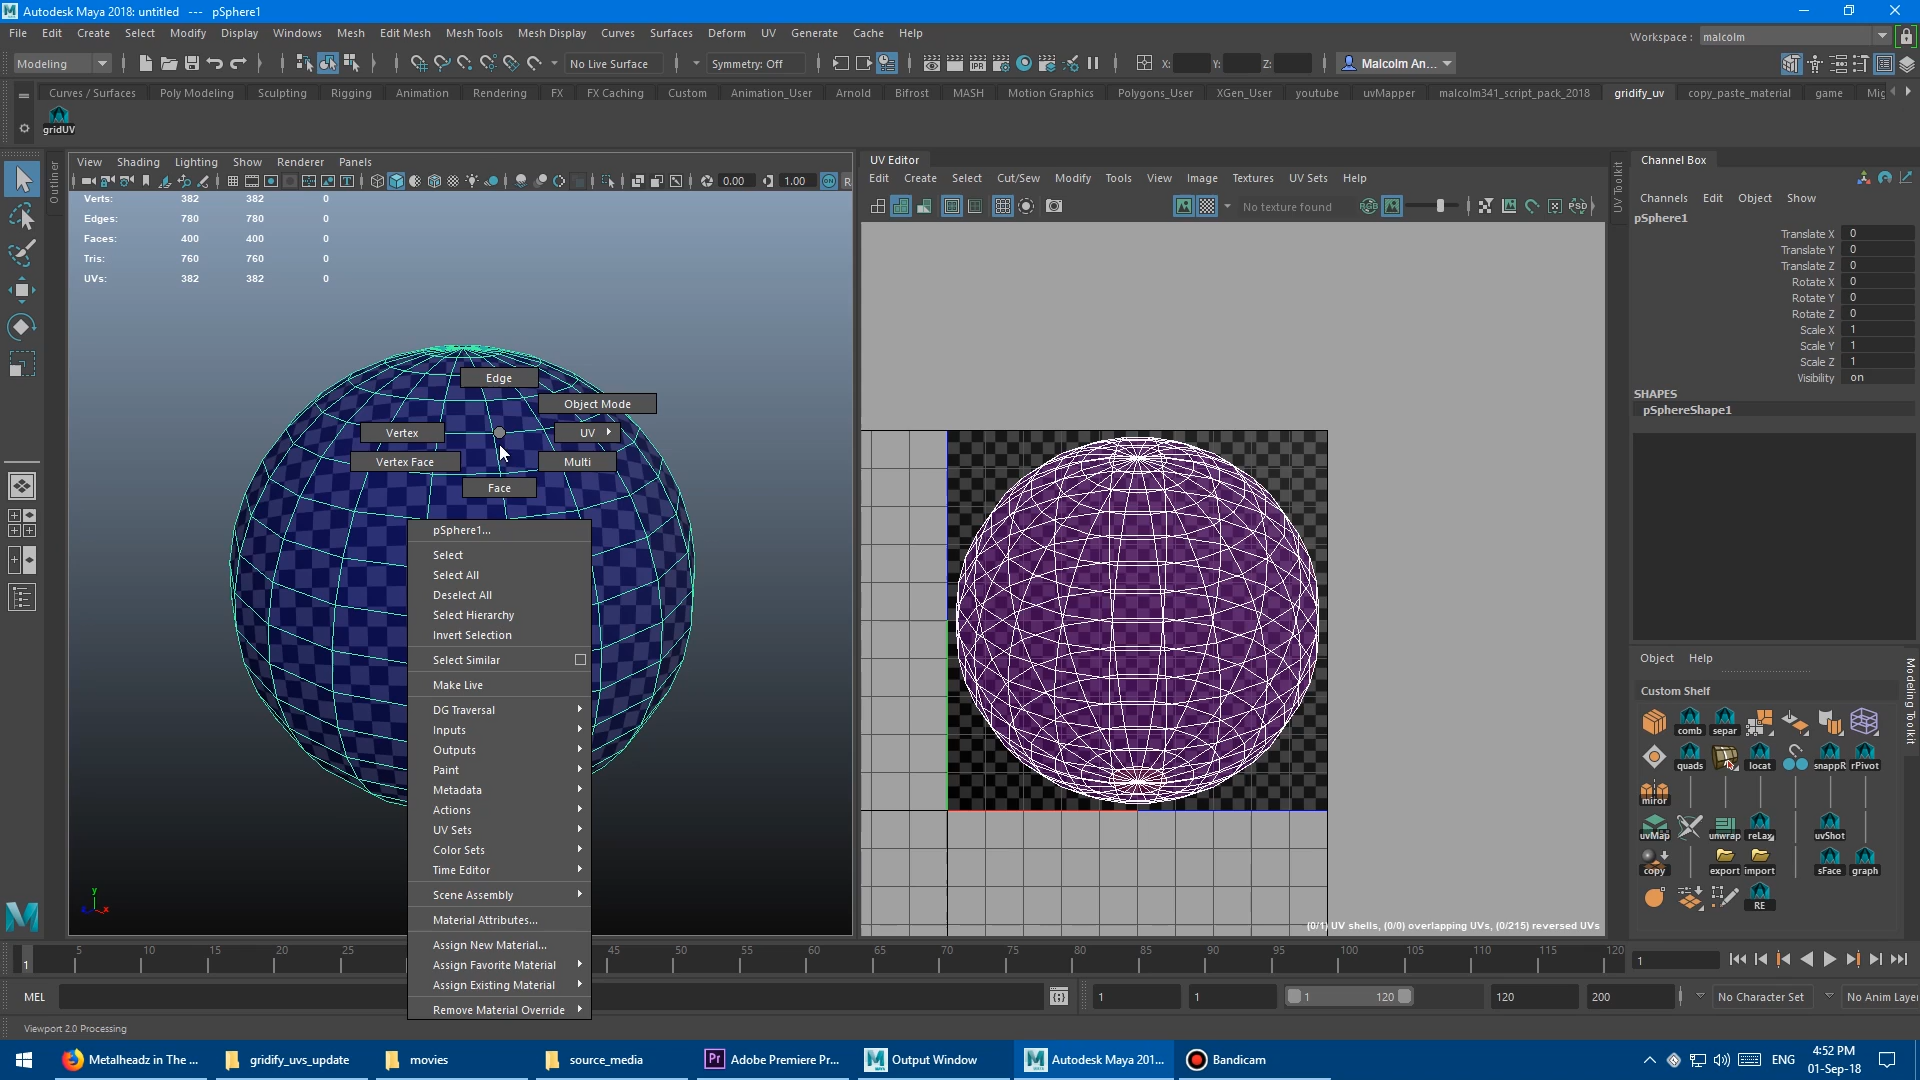 Autodesk Maya 2018: untitled --- pSphere1
File Edit Create Select Modify Display Windows Mesh Edit Mesh Mesh Tools Mesh Display Curves Surfaces Deform UV Generate Cache Help
Workspace : malcolm
Modeling No Live Surface Symmetry: Off X: Y: Z: Malcolm An...
Curves / Surfaces Poly Modeling Sculpting Rigging Animation Rendering FX FX Caching Custom Animation_User Arnold Bifrost MASH Motion Graphics Polygons_User XGen_User youtube uvMapper malcolm341_script_pack_2018 gridify_uv copy_paste_material game Mig
gridUV
Outliner
View Shading Lighting Show Renderer Panels
0.00 1.00 ON R
Verts: 382 382 0
Edges: 780 780 0
Faces: 400 400 0
Tris: 760 760 0
UVs: 382 382 0
Edge
Object Mode
Vertex UV
Vertex Face Multi
Face
pSphere1...
Select
Select All
Deselect All
Select Hierarchy
Invert Selection
Select Similar
Make Live
DG Traversal
Inputs
Outputs
Paint
Metadata
Actions
UV Sets
Color Sets
Time Editor
Scene Assembly
Material Attributes...
Assign New Material...
Assign Favorite Material
Assign Existing Material
Remove Material Override
y
x
UV Editor
Edit Create Select Cut/Sew Modify Tools View Image Textures UV Sets Help
No texture found RGB PSD
(0/1) UV shells, (0/0) overlapping UVs, (0/215) reversed UVs
UV Toolkit
Channel Box
Channels Edit Object Show
pSphere1
Translate X 0
Translate Y 0
Translate Z 0
Rotate X 0
Rotate Y 0
Rotate Z 0
Scale X 1
Scale Y 1
Scale Z 1
Visibility on
SHAPES
pSphereShape1
Object Help
Modeling Toolkit
Custom Shelf
comb separ
quads locat snappR rPivot
miror
uvMap unwrap reLax uvShot
copy export import sFace graph
RE
1 5 10 15 20 25 45 50 55 60 65 70 75 80 85 90 95 100 105 110 115 120
1
MEL 1 1 1 120 120 200 No Character Set No Anim Layer
Viewport 2.0 Processing
Metalheadz in The ... gridify_uvs_update movies source_media Pr Adobe Premiere Pr... Output Window Autodesk Maya 201... Bandicam
ENG
4:52 PM
01-Sep-18